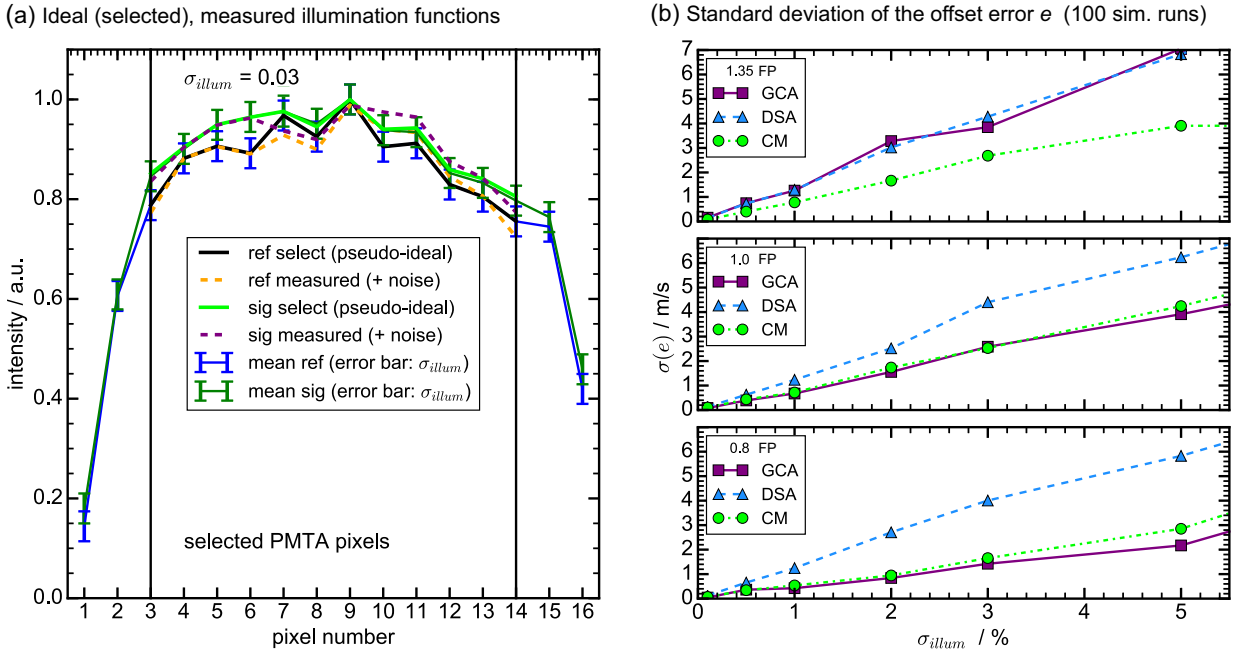 (a) Ideal (selected), measured illumination functions
σillum = 0.03
1.0
0.8
0.6
0.4
0.2
0.0
intensity / a.u.
ref select (pseudo-ideal)
ref measured (+ noise)
sig select (pseudo-ideal)
sig measured (+ noise)
mean ref (error bar: σillum)
mean sig (error bar: σillum)
selected PMTA pixels
1 2 3 4 5 6 7 8 9 10 11 12 13 14 15 16
pixel number
(b) Standard deviation of the offset error e (100 sim. runs)
7
6
5
4
3
2
1
0
1.35 FP
GCA
DSA
CM
6
5
4
3
2
1
0
1.0 FP
GCA
DSA
CM
σ(e) / m/s
6
5
4
3
2
1
0
0.8 FP
GCA
DSA
CM
0 1 2 3 4 5
σillum / %